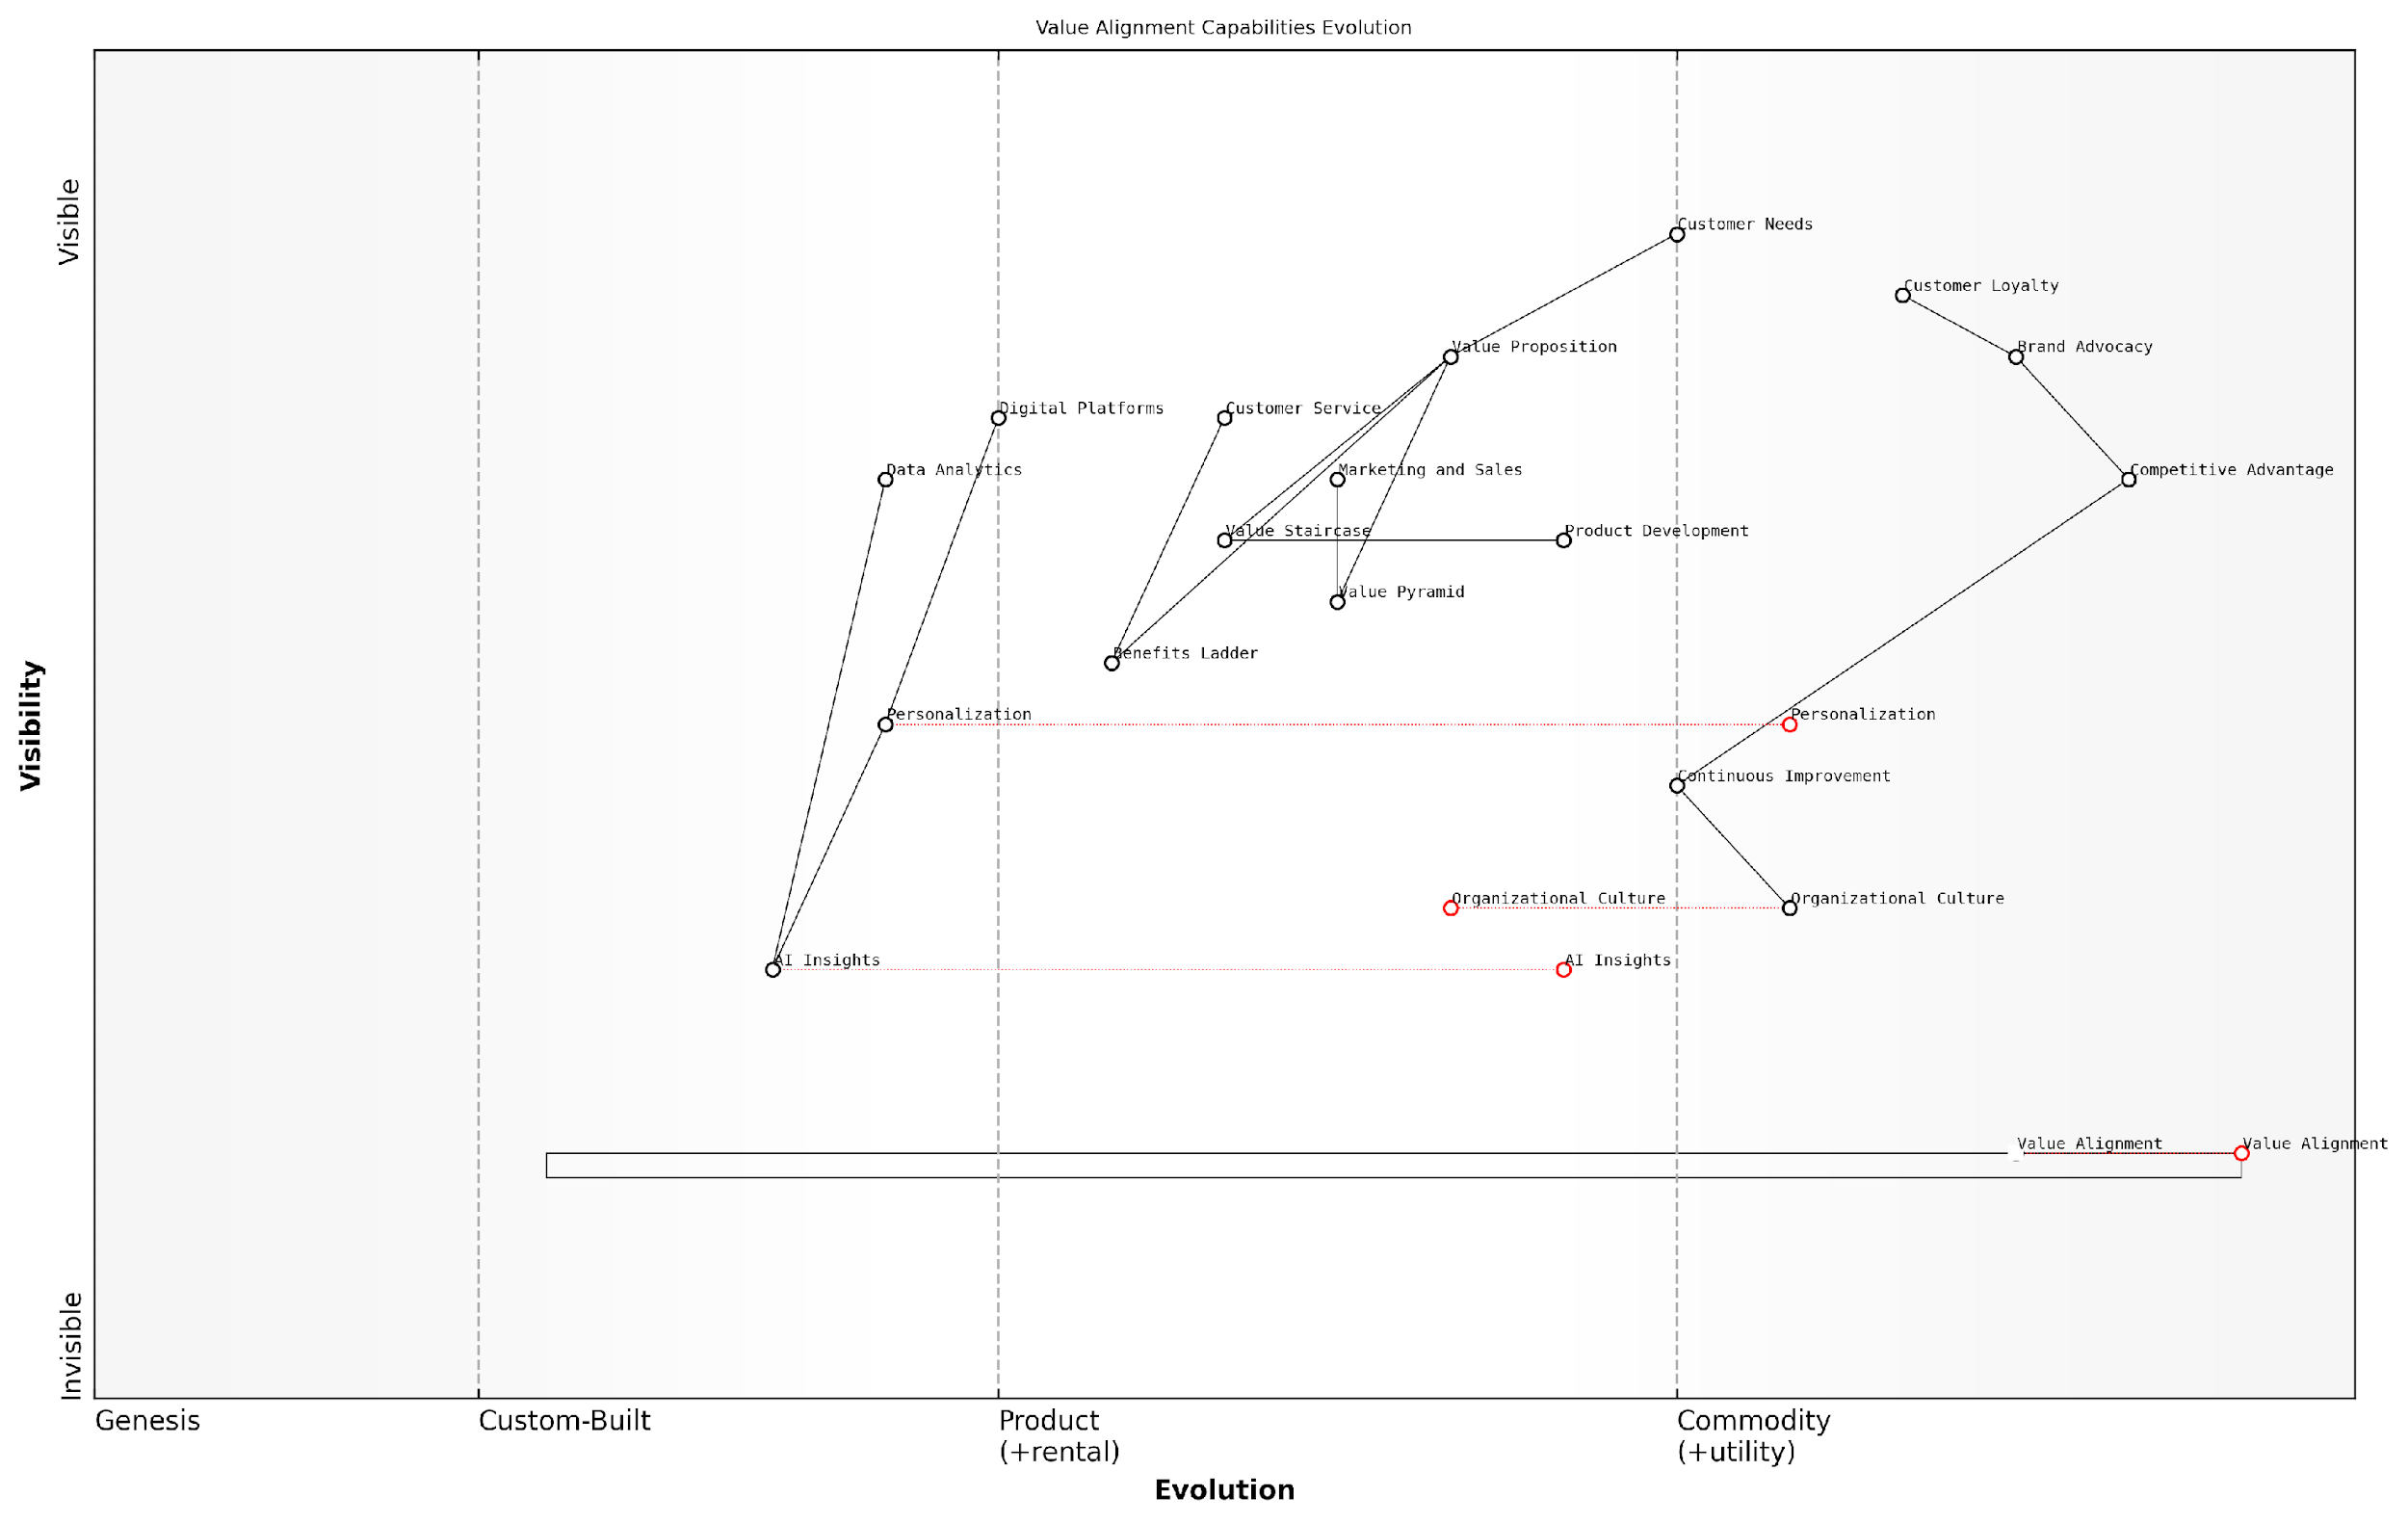 Value Alignment Capabilities Evolution
Visible
Customer Needs
Customer Loyalty
Value Proposition
Brand Advocacy
Digital Platforms
Customer Service
Data Analytics
Marketing and Sales
Competitive Advantage
Value Staircase
Product Development
Value Pyramid
Benefits Ladder
Visibility
Personalization
Personalization
Continuous Improvement
Organizational Culture
Organizational Culture
AI Insights
AI Insights
Value Alignment
Value Alignment
Invisible
Genesis
Custom-Built
Product
(+rental)
Commodity
(+utility)
Evolution